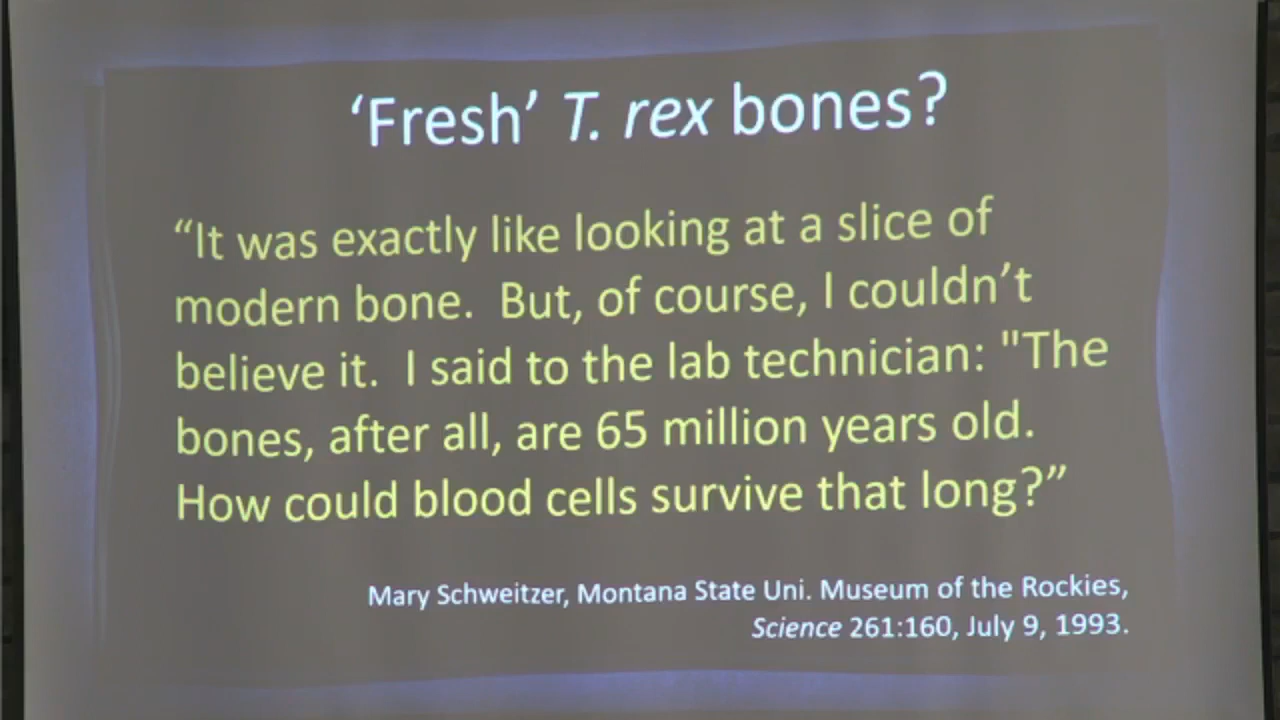 ‘Fresh’ T. rex bones?
“It was exactly like looking at a slice of
modern bone.  But, of course, I couldn’t
believe it.  I said to the lab technician: "The
bones, after all, are 65 million years old.
How could blood cells survive that long?”
Mary Schweitzer, Montana State Uni. Museum of the Rockies,
Science 261:160, July 9, 1993.